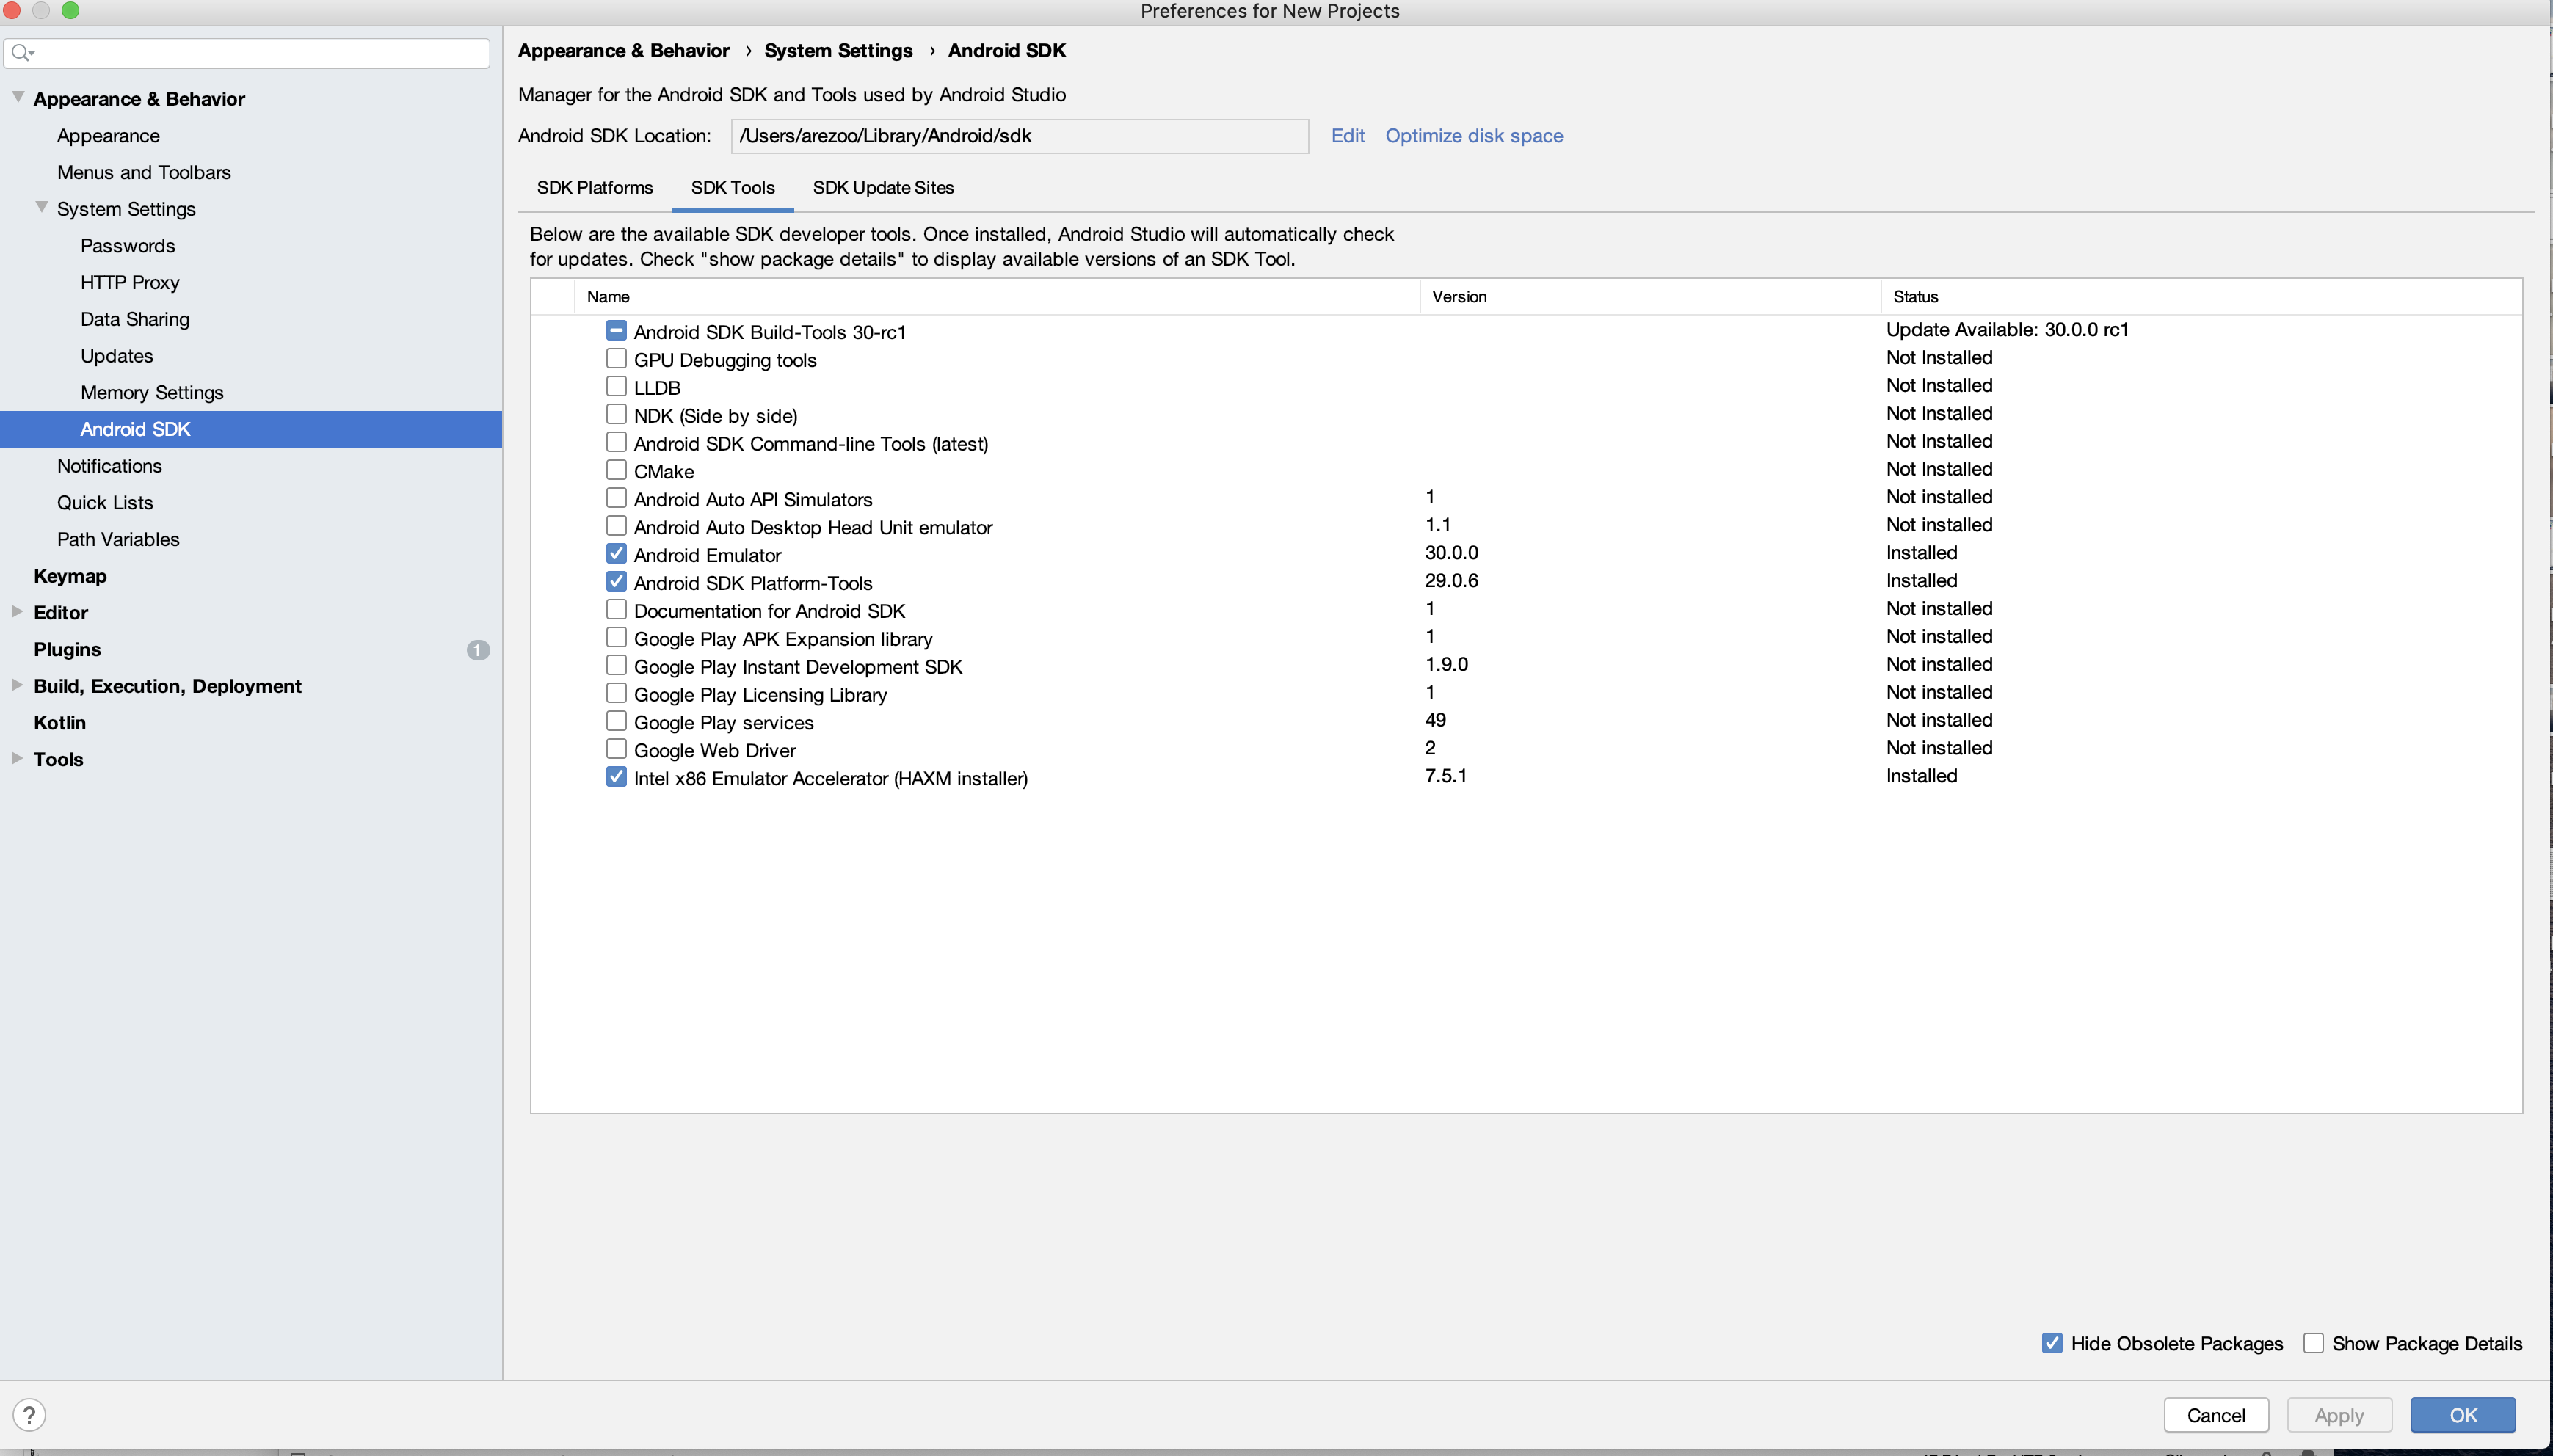 Preferences for New Projects
Appearance & Behavior
Appearance
Menus and Toolbars
System Settings
Passwords
HTTP Proxy
Data Sharing
Updates
Memory Settings
Android SDK
Notifications
Quick Lists
Path Variables
Keymap
Editor
Plugins 1
Build, Execution, Deployment
Kotlin
Tools
Appearance & Behavior › System Settings › Android SDK
Manager for the Android SDK and Tools used by Android Studio
Android SDK Location: /Users/arezoo/Library/Android/sdk Edit Optimize disk space
SDK Platforms SDK Tools SDK Update Sites
Below are the available SDK developer tools. Once installed, Android Studio will automatically check
for updates. Check "show package details" to display available versions of an SDK Tool.
Name Version Status
Android SDK Build-Tools 30-rc1 Update Available: 30.0.0 rc1
GPU Debugging tools Not Installed
LLDB Not Installed
NDK (Side by side) Not Installed
Android SDK Command-line Tools (latest) Not Installed
CMake Not Installed
Android Auto API Simulators 1 Not installed
Android Auto Desktop Head Unit emulator 1.1 Not installed
Android Emulator 30.0.0 Installed
Android SDK Platform-Tools 29.0.6 Installed
Documentation for Android SDK 1 Not installed
Google Play APK Expansion library 1 Not installed
Google Play Instant Development SDK 1.9.0 Not installed
Google Play Licensing Library 1 Not installed
Google Play services 49 Not installed
Google Web Driver 2 Not installed
Intel x86 Emulator Accelerator (HAXM installer) 7.5.1 Installed
Hide Obsolete Packages Show Package Details
? Cancel Apply OK